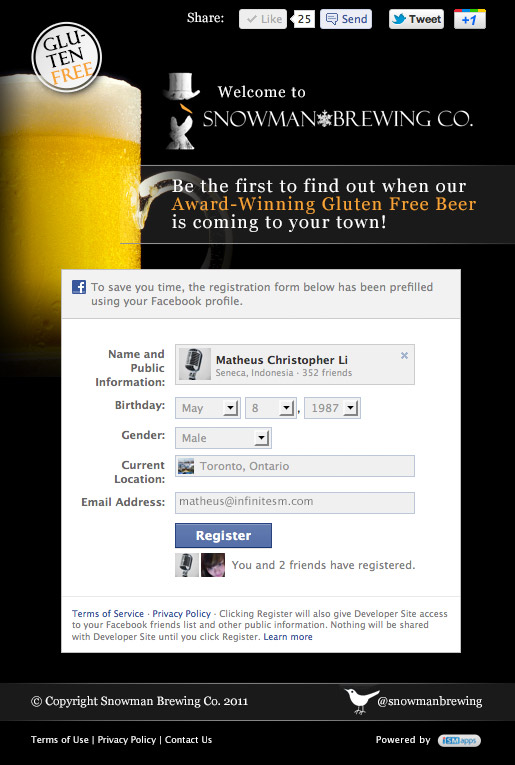 Share:
Like
25
Send
Tweet
+1
GLU-
TEN
FREE
Welcome to
SNOWMAN BREWING CO.
Be the first to find out when our
Award-Winning Gluten Free Beer
is coming to your town!
To save you time, the registration form below has been prefilled
using your Facebook profile.
Name and
Public
Information:
Matheus Christopher Li
Seneca, Indonesia · 352 friends
Birthday:
May 8 , 1987
Gender:
Male
Current
Location:
Toronto, Ontario
Email Address:
matheus@infinitesm.com
Register
You and 2 friends have registered.
Terms of Service · Privacy Policy · Clicking Register will also give Developer Site access
to your Facebook friends list and other public information. Nothing will be shared
with Developer Site until you click Register. Learn more
© Copyright Snowman Brewing Co. 2011
@snowmanbrewing
Terms of Use | Privacy Policy | Contact Us
Powered by
ISMapps